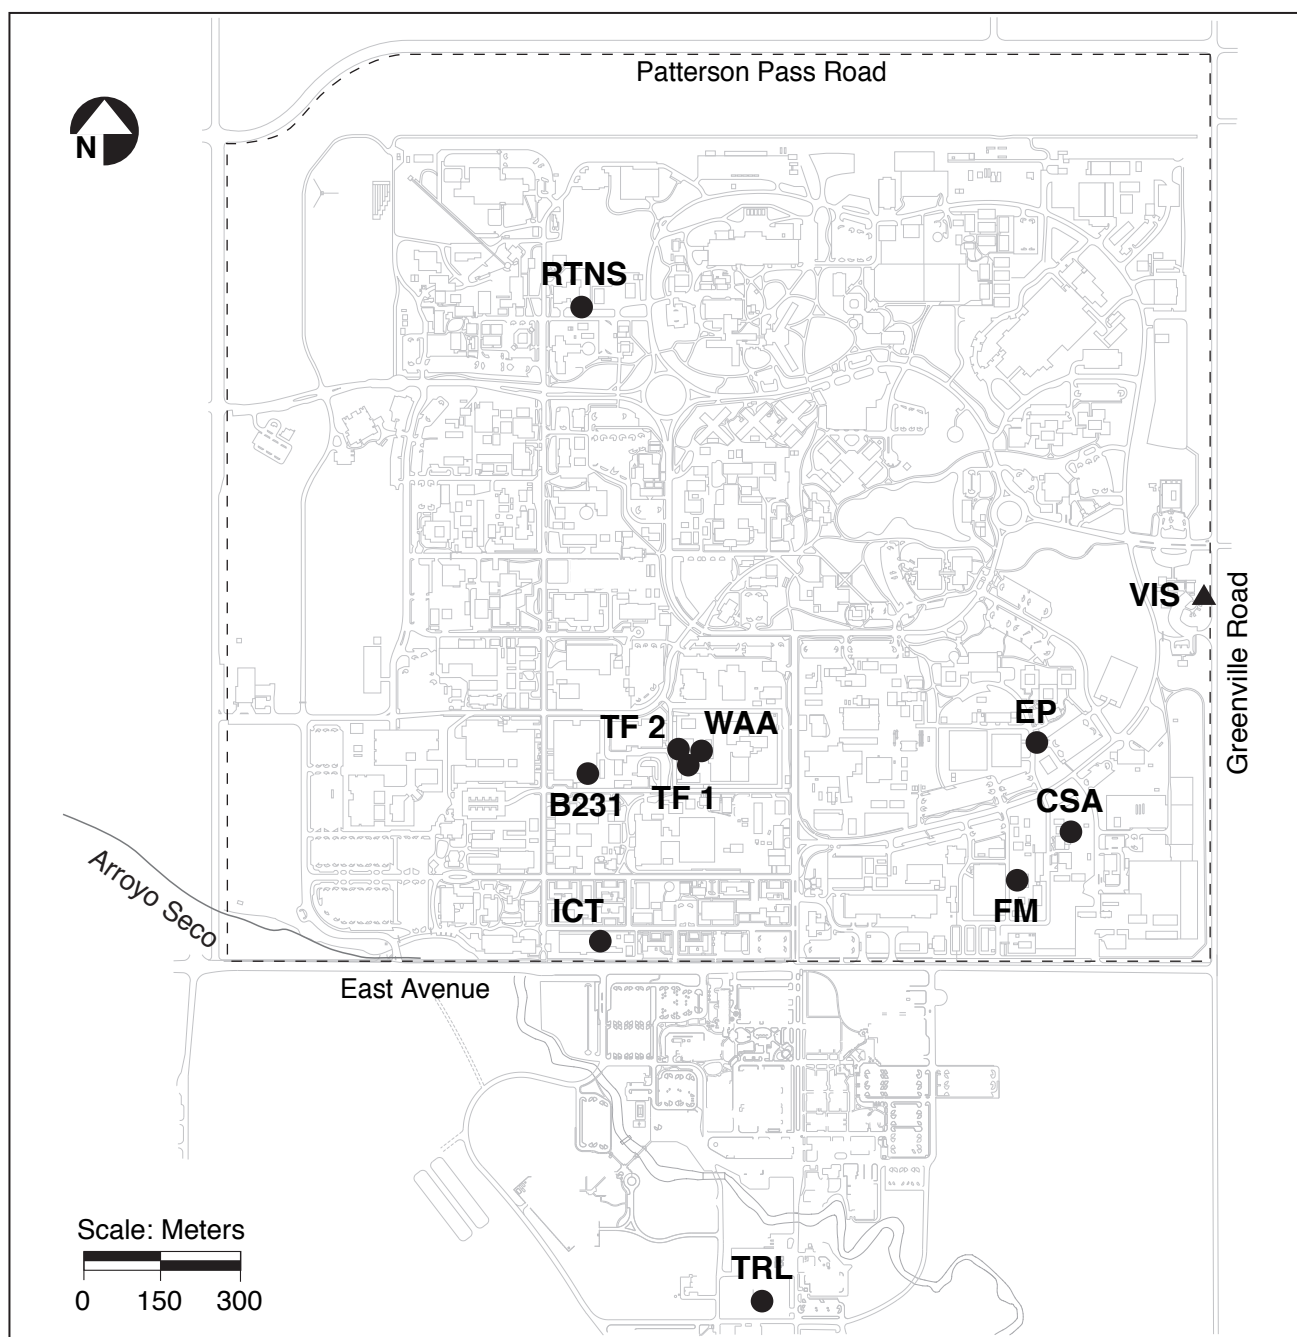 Patterson Pass Road
N
RTNS
VIS
Greenville Road
EP
TF 2
WAA
B231
TF 1
CSA
Arroyo Seco
ICT
FM
East Avenue
Scale: Meters
0 150 300
TRL